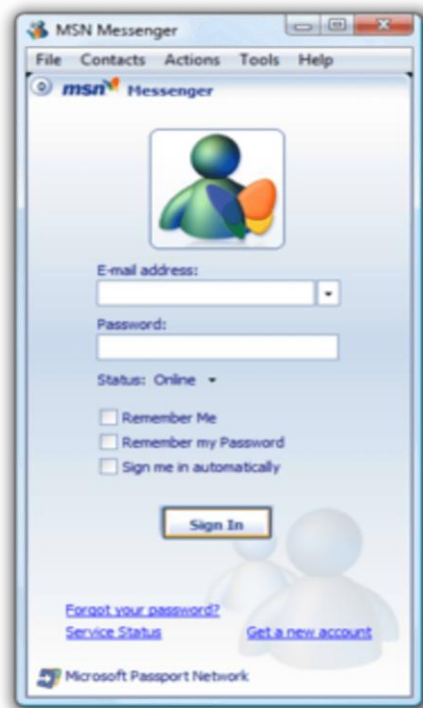 MSN Messenger
File Contacts Actions Tools Help
msn Messenger
E-mail address:
Password:
Status: Online
Remember Me
Remember my Password
Sign me in automatically
Sign In
Forgot your password?
Service Status Get a new account
Microsoft Passport Network